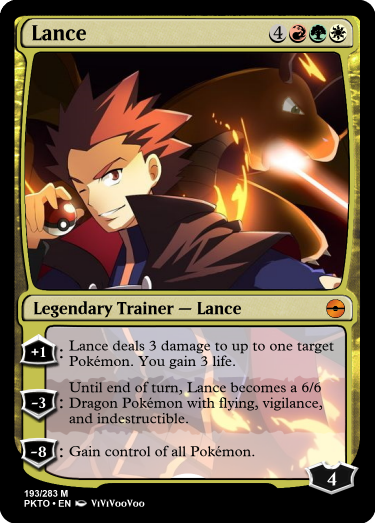 Lance 4
Legendary Trainer — Lance
+1 : Lance deals 3 damage to up to one target
Pokémon. You gain 3 life.
Until end of turn, Lance becomes a 6/6
-3 : Dragon Pokémon with flying, vigilance,
and indestructible.
-8 : Gain control of all Pokémon.
4
193/283 M
PKTO • EN ViViVooVoo